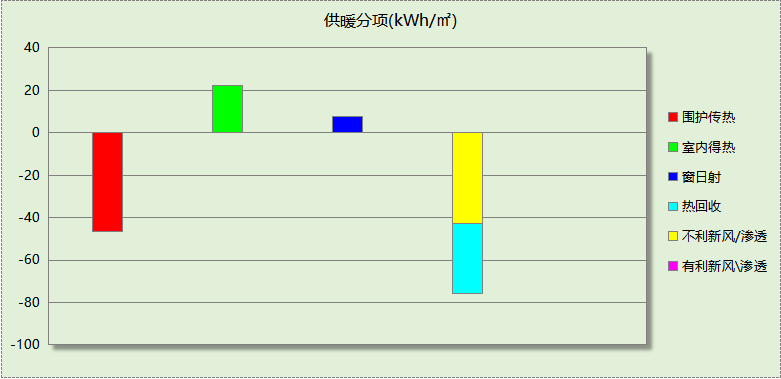 供暖分项(kWh/㎡)
40
20
0
-20
-40
-60
-80
-100
围护传热
室内得热
窗日射
热回收
不利新风/渗透
有利新风\渗透